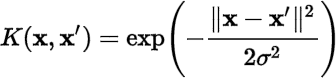 K(𝐱, 𝐱′) = exp(−‖𝐱 − 𝐱′‖² / 2σ²)